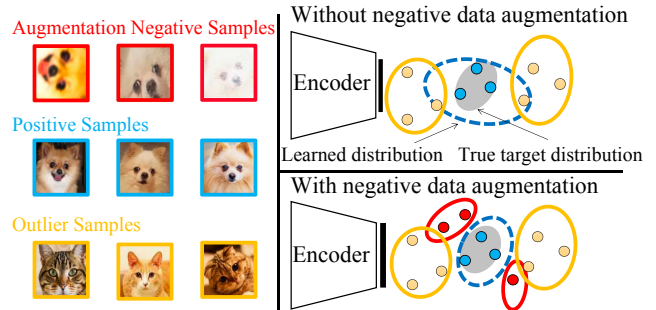 Augmentation Negative Samples
Positive Samples
Outlier Samples
Without negative data augmentation
Encoder
Learned distribution
True target distribution
With negative data augmentation
Encoder